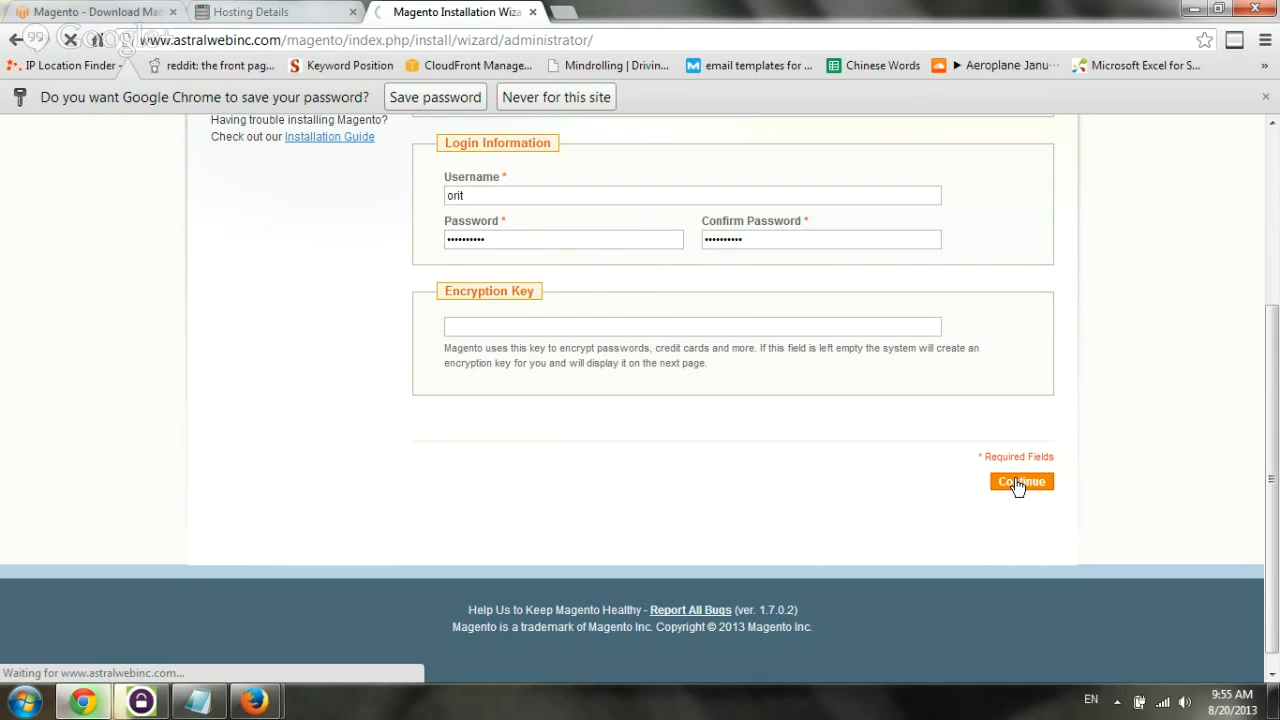 Magento - Download Ma
Hosting Details
Magento Installation Wiza
Google+
www.astralwebinc.com/magento/index.php/install/wizard/administrator/
IP Location Finder -
reddit: the front pag...
Keyword Position
CloudFront Manage...
Mindrolling | Drivin...
email templates for ...
Chinese Words
► Aeroplane Janu
Microsoft Excel for S...
»
Do you want Google Chrome to save your password?
Save password
Never for this site
Having trouble installing Magento?
Check out our Installation Guide
Login Information
Username *
orit
Password *
Confirm Password *
••••••••••
••••••••••
Encryption Key
Magento uses this key to encrypt passwords, credit cards and more. If this field is left empty the system will create an
encryption key for you and will display it on the next page.
* Required Fields
Continue
Help Us to Keep Magento Healthy - Report All Bugs (ver. 1.7.0.2)
Magento is a trademark of Magento Inc. Copyright © 2013 Magento Inc.
Waiting for www.astralwebinc.com...
EN
9:55 AM
8/20/2013